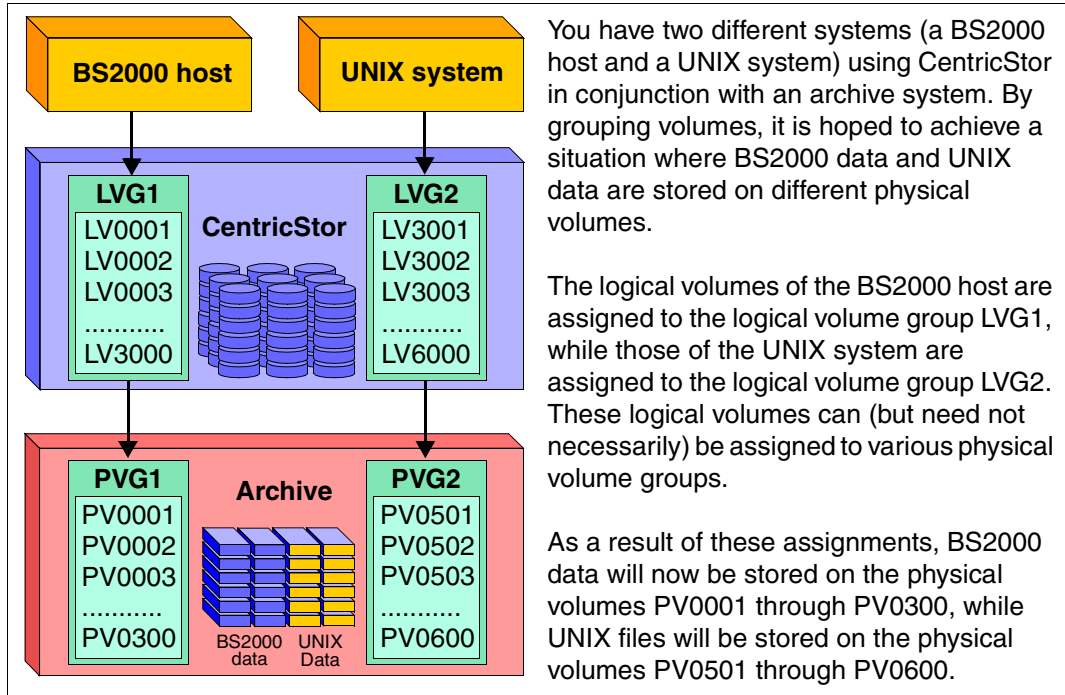 BS2000 host
UNIX system
LVG1
LV0001
LV0002
LV0003
...........
LV3000
CentricStor
LVG2
LV3001
LV3002
LV3003
...........
LV6000
PVG1
PV0001
PV0002
PV0003
...........
PV0300
Archive
BS2000
data
UNIX
Data
PVG2
PV0501
PV0502
PV0503
...........
PV0600
You have two different systems (a BS2000
host and a UNIX system) using CentricStor
in conjunction with an archive system. By
grouping volumes, it is hoped to achieve a
situation where BS2000 data and UNIX
data are stored on different physical
volumes.
The logical volumes of the BS2000 host are
assigned to the logical volume group LVG1,
while those of the UNIX system are
assigned to the logical volume group LVG2.
These logical volumes can (but need not
necessarily) be assigned to various physical
volume groups.
As a result of these assignments, BS2000
data will now be stored on the physical
volumes PV0001 through PV0300, while
UNIX files will be stored on the physical
volumes PV0501 through PV0600.